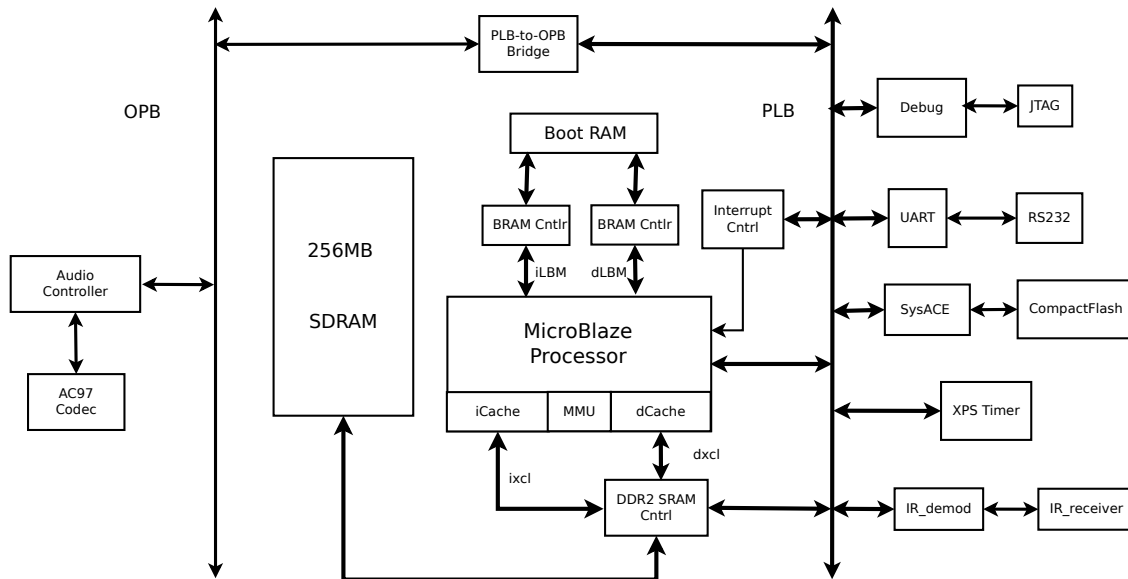 PLB-to-OPB
Bridge
OPB
PLB
Debug
JTAG
Boot RAM
256MB
SDRAM
BRAM Cntlr
BRAM Cntlr
Interrupt
Cntrl
UART
RS232
iLBM
dLBM
Audio
Controller
MicroBlaze
Processor
SysACE
CompactFlash
AC97
Codec
iCache
MMU
dCache
XPS Timer
ixcl
dxcl
DDR2 SRAM
Cntrl
IR_demod
IR_receiver